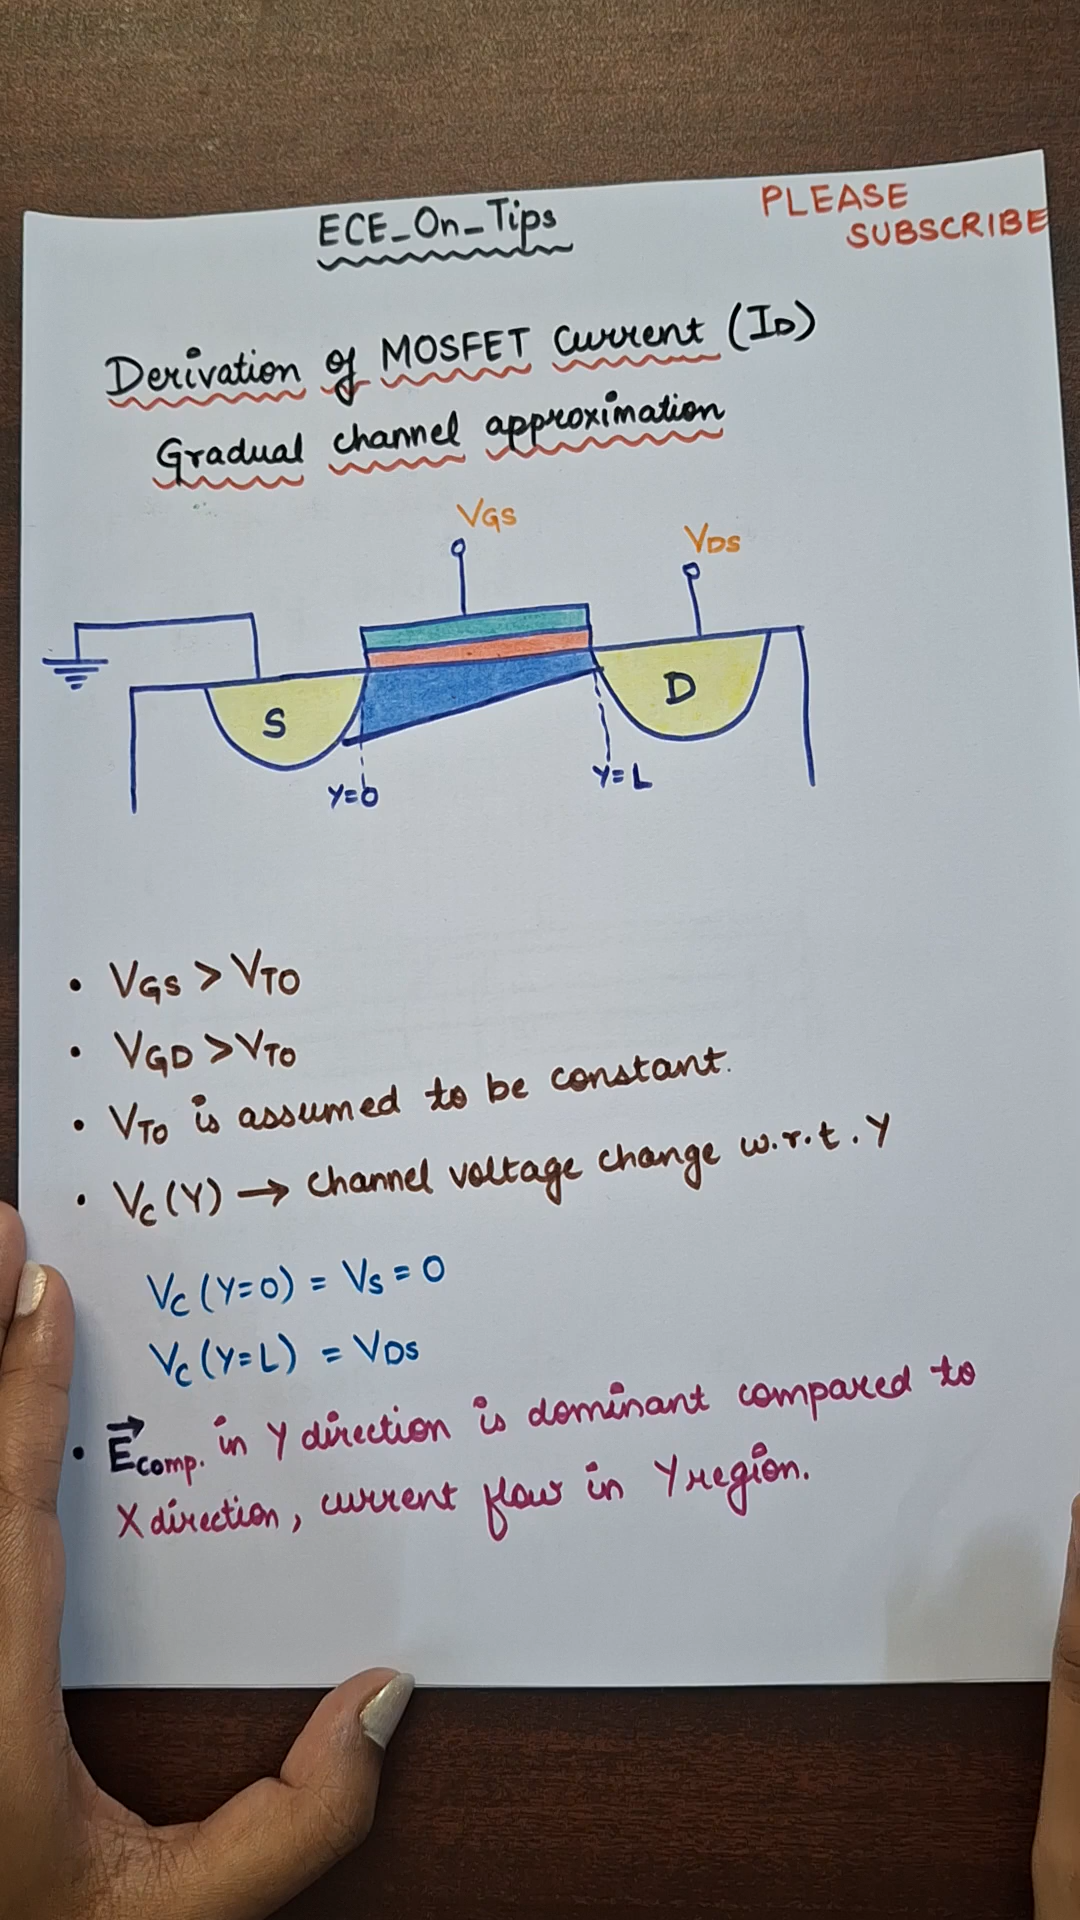 ECE_On_Tips
PLEASE
SUBSCRIBE
Derivation of MOSFET Current (ID)
Gradual channel approximation
VGS
VDS
S
D
Y=0
Y=L
• VGS > VTO
• VGD > VTO
• VTO is assumed to be constant.
• Vc(Y) → channel voltage change w.r.t. Y
Vc(Y=0) = Vs = 0
Vc(Y=L) = VDS
• E⃗comp. in Y direction is dominant compared to
X direction, current flow in Y region.